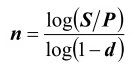 n = log(S/P) / log(1 – d)